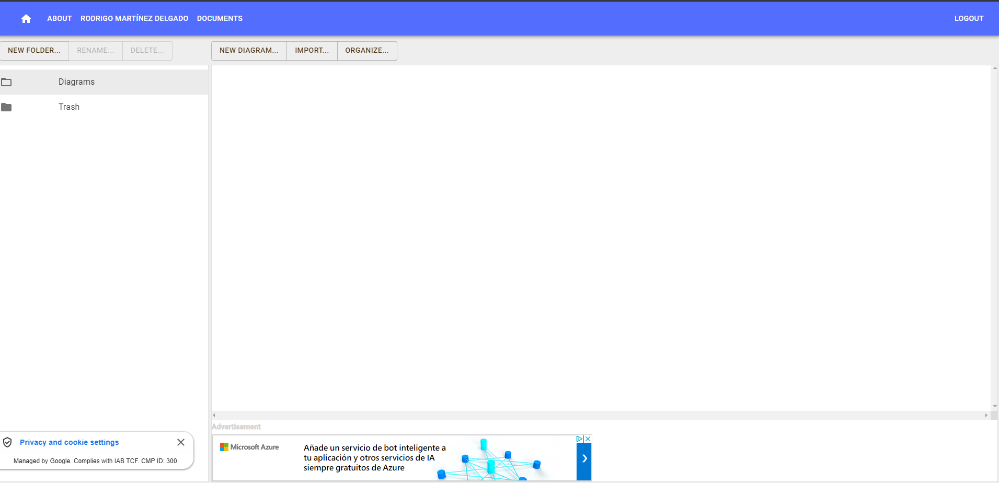 ABOUT RODRIGO MARTÍNEZ DELGADO DOCUMENTS LOGOUT
NEW FOLDER... RENAME... DELETE... NEW DIAGRAM... IMPORT... ORGANIZE...
Diagrams
Trash
Advertisement
Privacy and cookie settings
Managed by Google. Complies with IAB TCF. CMP ID: 300
Microsoft Azure
Añade un servicio de bot inteligente a
tu aplicación y otros servicios de IA
siempre gratuitos de Azure